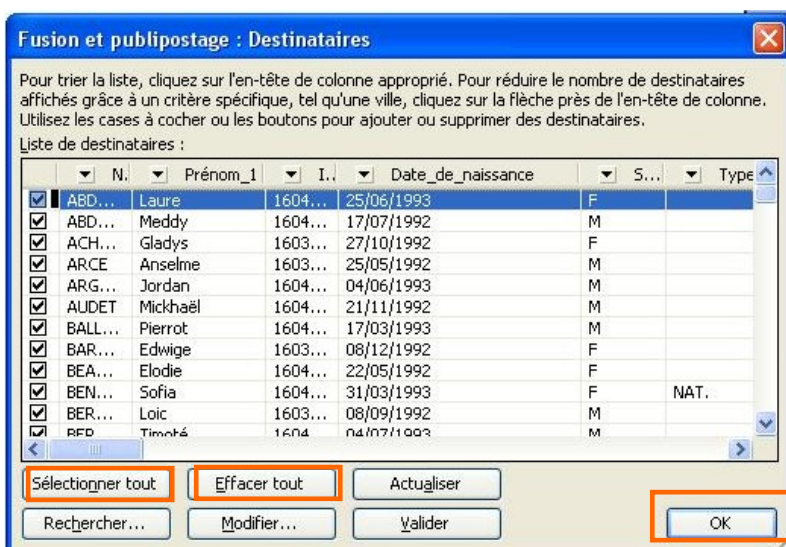 Fusion et publipostage : Destinataires
Pour trier la liste, cliquez sur l'en-tête de colonne approprié. Pour réduire le nombre de destinataires
affichés grâce à un critère spécifique, tel qu'une ville, cliquez sur la flèche près de l'en-tête de colonne.
Utilisez les cases à cocher ou les boutons pour ajouter ou supprimer des destinataires.
Liste de destinataires :
N. Prénom_1 I.. Date_de_naissance S... Type
ABD... Laure 1604... 25/06/1993 F
ABD... Meddy 1604... 17/07/1992 M
ACH... Gladys 1603... 27/10/1992 F
ARCE Anselme 1603... 25/05/1992 M
ARG... Jordan 1604... 04/06/1993 M
AUDET Mickhaël 1604... 21/11/1992 M
BALL... Pierrot 1604... 17/03/1993 M
BAR... Edwige 1603... 08/12/1992 F
BEA... Elodie 1604... 22/05/1992 F
BEN... Sofia 1604... 31/03/1993 F NAT.
BER... Loic 1603... 08/09/1992 M
BER Timoté 1604 04/07/1993 M
Sélectionner tout Effacer tout Actualiser
Rechercher... Modifier... Valider OK